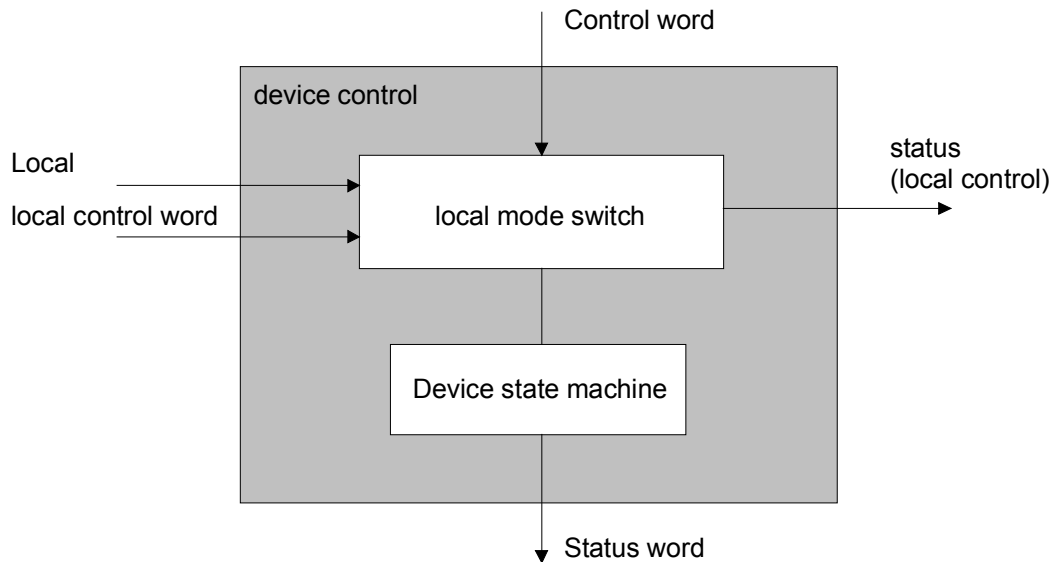 Control word
device control
Local
local control word
local mode switch
status
(local control)
Device state machine
Status word